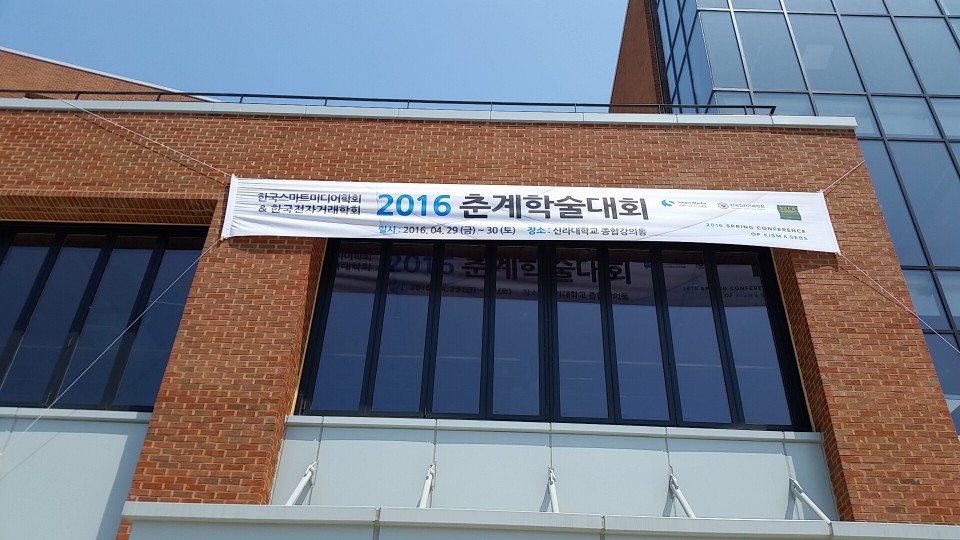 한국스마트미디어학회
& 한국전자거래학회
2016 춘계학술대회
일시 : 2016. 04. 29 (금) ~ 30 (토) 장소 : 신라대학교 종합강의동
2016 SPRING CONFERENCE
OF KISM & SEBS